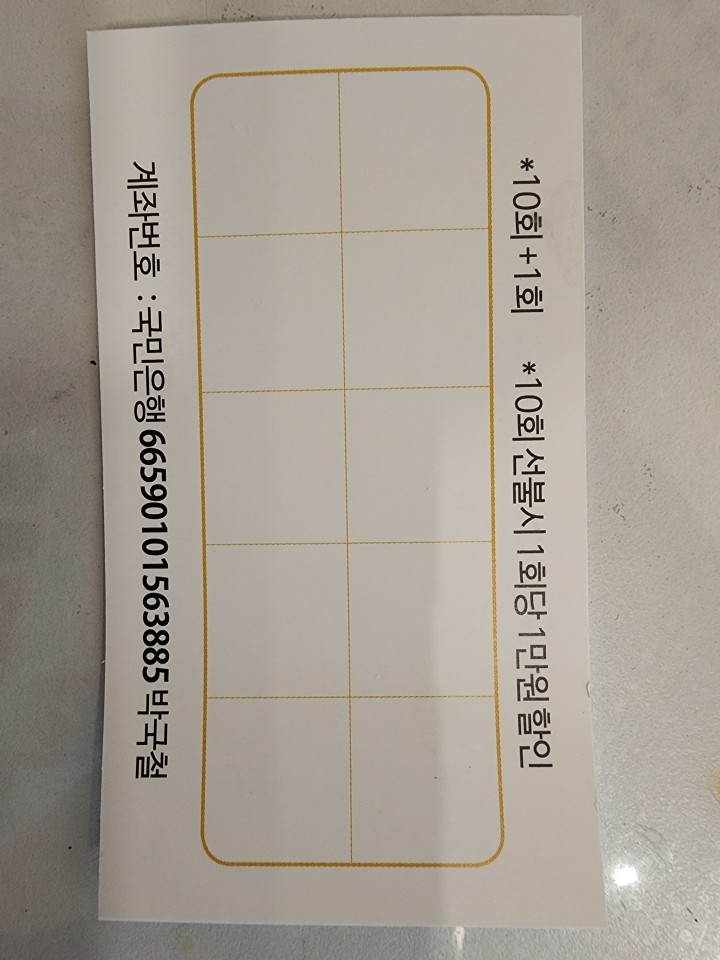 *10회+1회 *10회 선불시 1회당 1만원 할인
계좌번호 : 국민은행 66590101563885 박국철